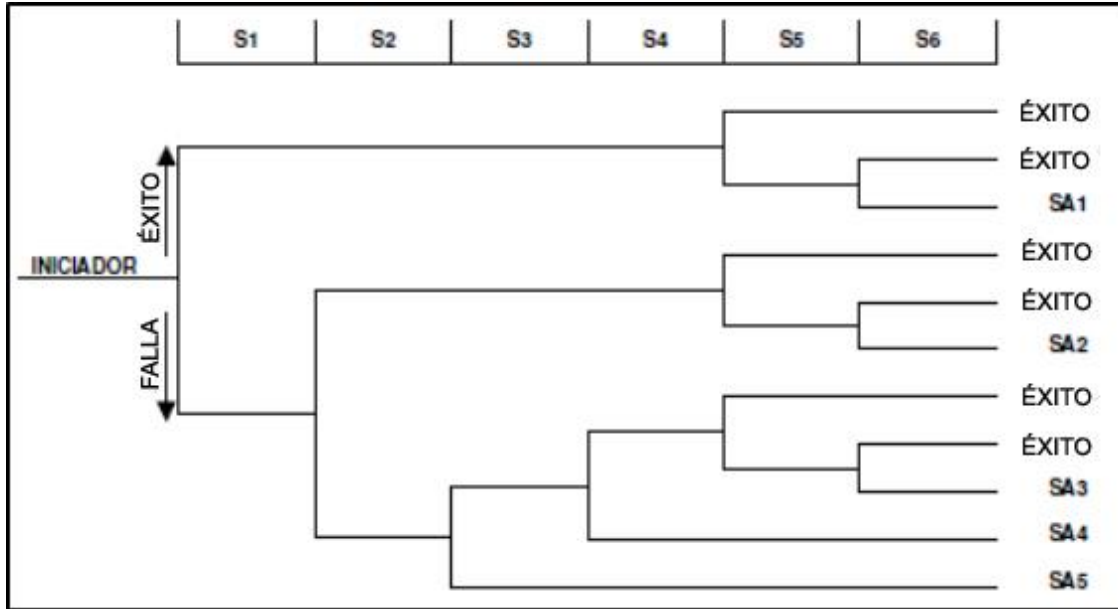 S1 S2 S3 S4 S5 S6
ÉXITO
ÉXITO
SA1
ÉXITO
INICIADOR
FALLA
ÉXITO
ÉXITO
SA2
ÉXITO
ÉXITO
SA3
SA4
SA5